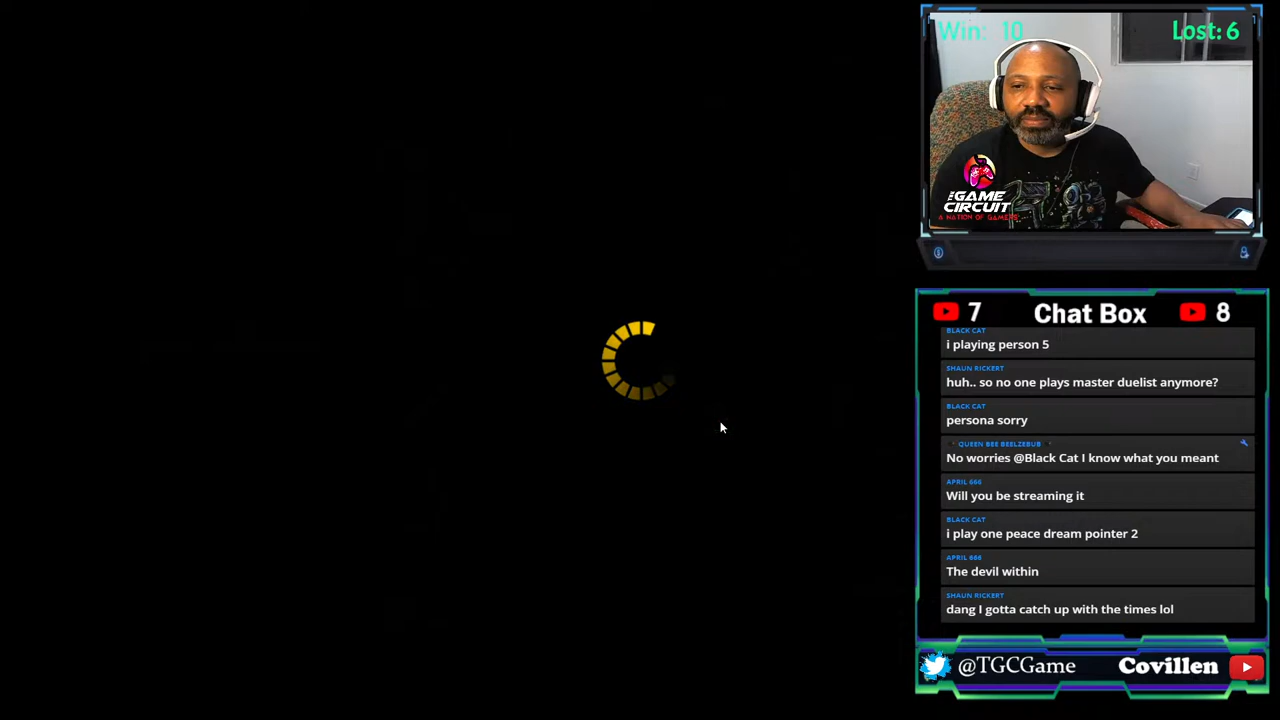 Win: 10
Lost: 6
THE
GAME
CIRCUIT
A NATION OF GAMERS
7
Chat Box
8
BLACK CAT
i playing person 5
SHAUN RICKERT
huh.. so no one plays master duelist anymore?
BLACK CAT
persona sorry
QUEEN BEE BEELZEBUB
No worries @Black Cat I know what you meant
APRIL 666
Will you be streaming it
BLACK CAT
i play one peace dream pointer 2
APRIL 666
The devil within
SHAUN RICKERT
dang I gotta catch up with the times lol
@TGCGame
Covillen